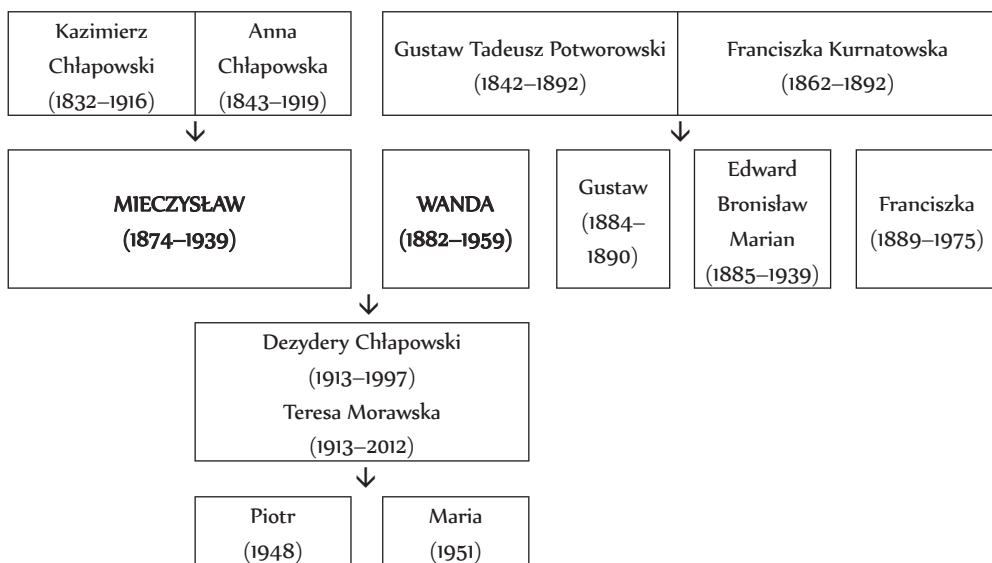 Kazimierz
Chłapowski
(1832–1916)
Anna
Chłapowska
(1843–1919)
Gustaw Tadeusz Potworowski
(1842–1892)
Franciszka Kurnatowska
(1862–1892)
MIECZYSŁAW
(1874–1939)
WANDA
(1882–1959)
Gustaw
(1884–
1890)
Edward
Bronisław
Marian
(1885–1939)
Franciszka
(1889–1975)
Dezydery Chłapowski
(1913–1997)
Teresa Morawska
(1913–2012)
Piotr
(1948)
Maria
(1951)